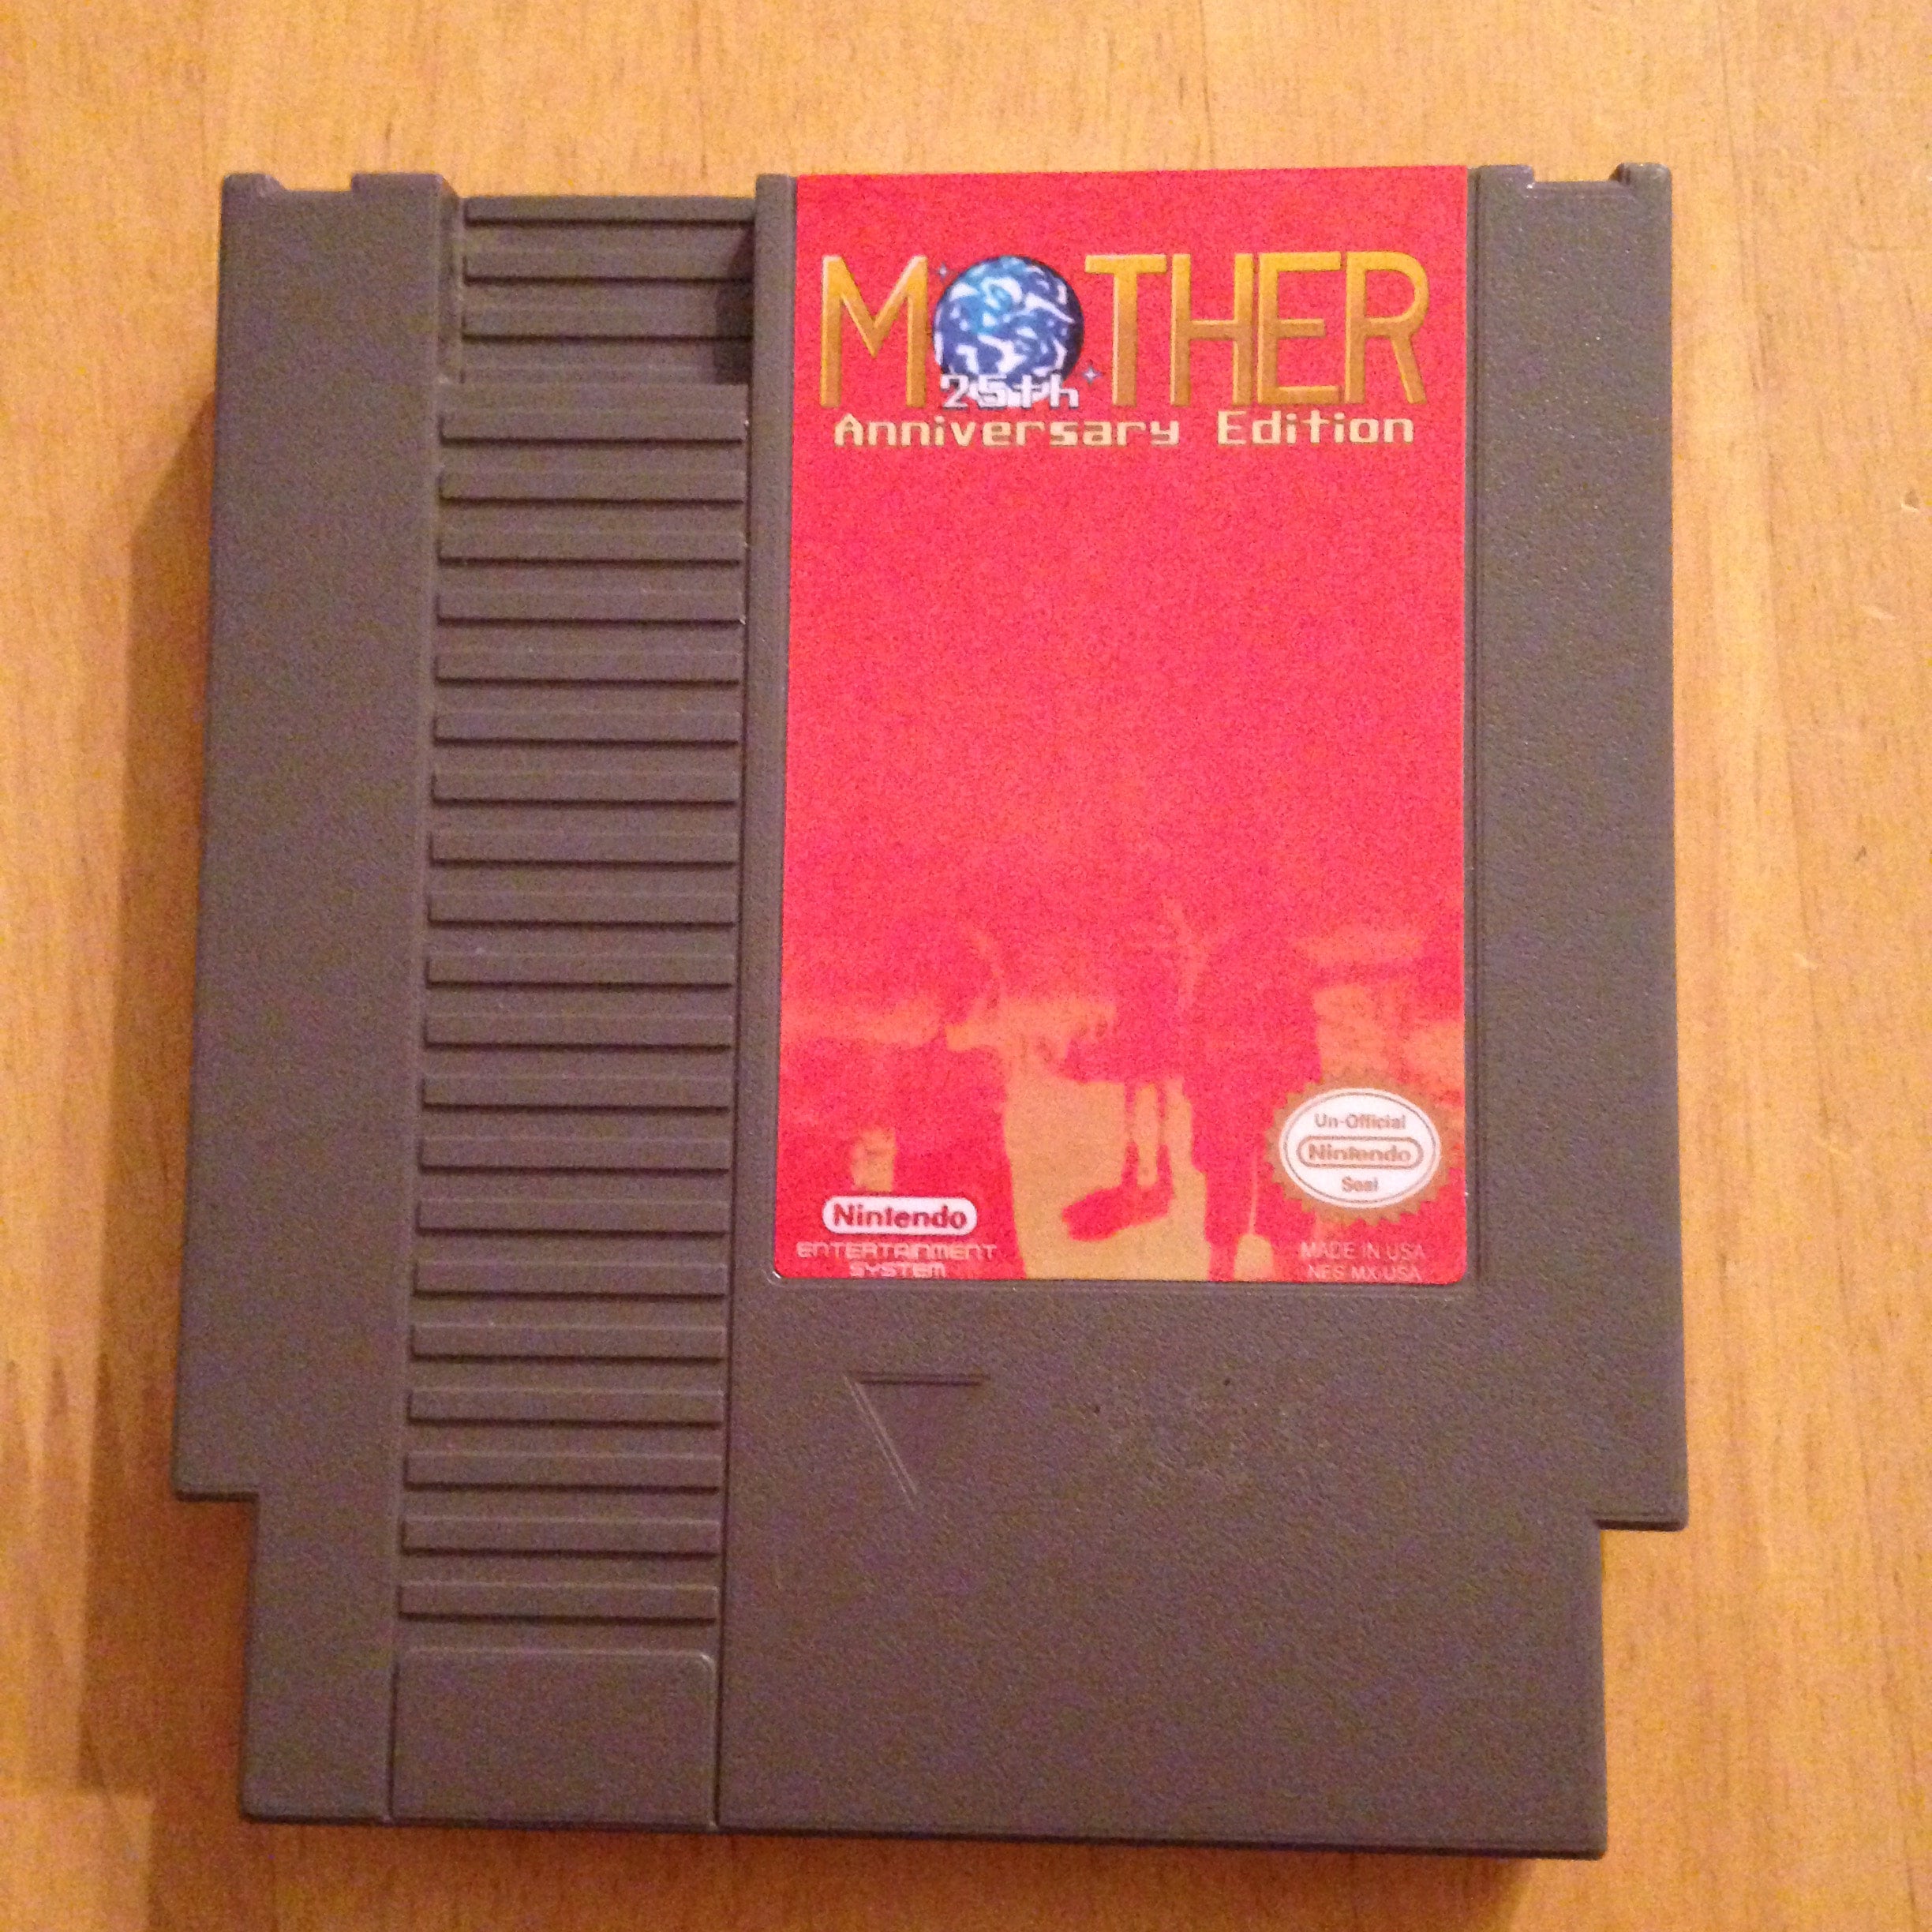 MOTHER
25th
Anniversary Edition
Un-Official
Nintendo
Seal
Nintendo
ENTERTAINMENT
SYSTEM
MADE IN USA
NES MX USA